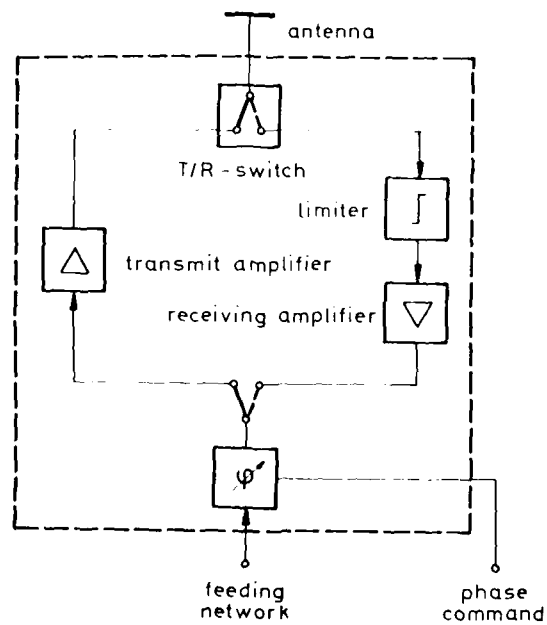 antenna
T/R - switch
limiter
transmit amplifier
receiving amplifier
φ
feeding
network
phase
command